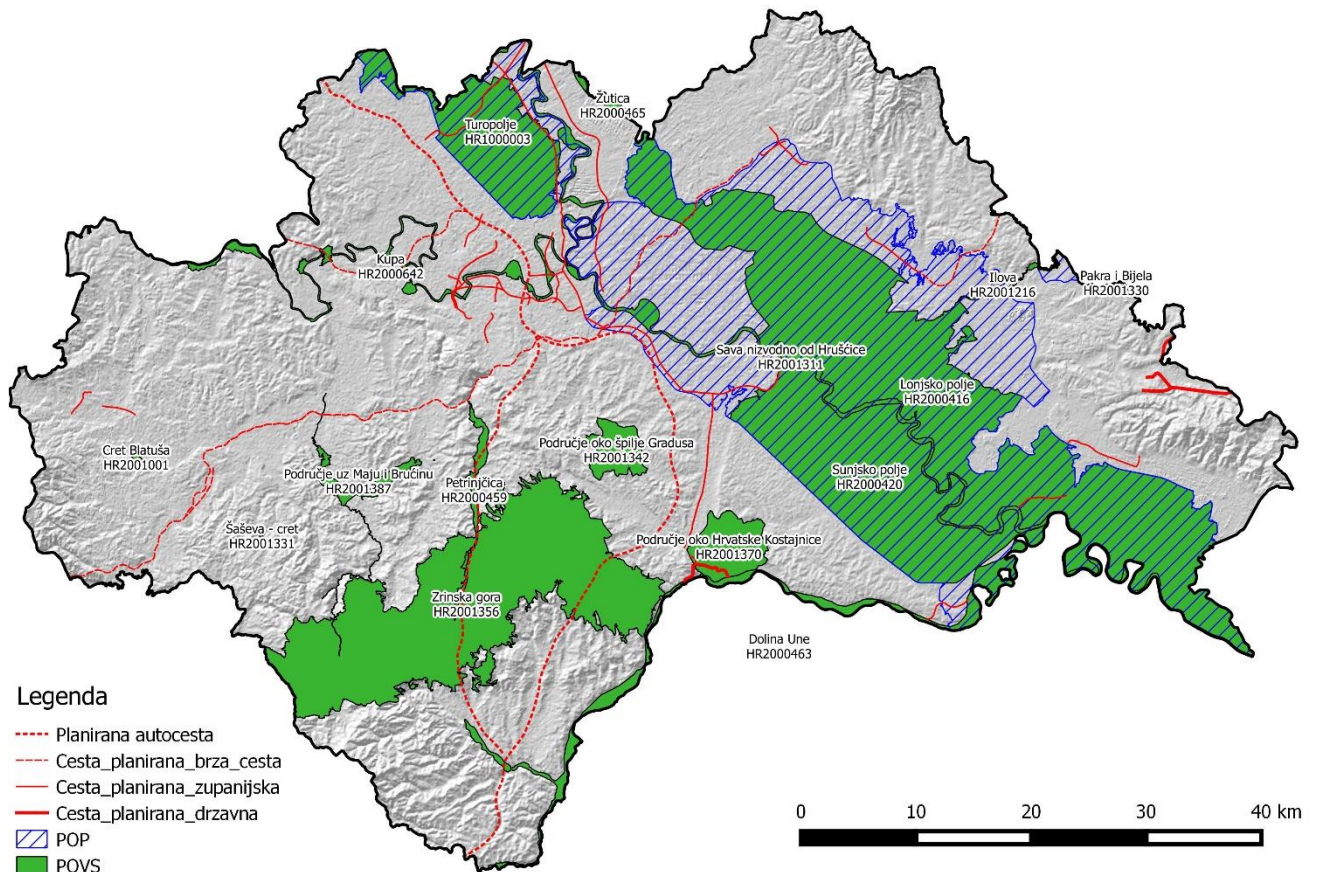 Žutica
HR2000465
Turopolje
HR1000003
Kupa
HR2000642
Ilova
HR2001216
Pakra i Bijela
HR2001330
Sava nizvodno od Hrušćice
HR2001311
Lonjsko polje
HR2000416
Cret Blatuša
HR2001001
Područje uz Maju i Brućinu
HR2001387
Petrinjčica
HR2000459
Područje oko špilje Gradusa
HR2001342
Sunjsko polje
HR2000420
Šaševa - cret
HR2001331
Područje oko Hrvatske Kostajnice
HR2001370
Zrinska gora
HR2001356
Dolina Une
HR2000463
Legenda
Planirana autocesta
Cesta_planirana_brza_cesta
Cesta_planirana_zupanijska
Cesta_planirana_drzavna
POP
POVS
0 10 20 30 40 km